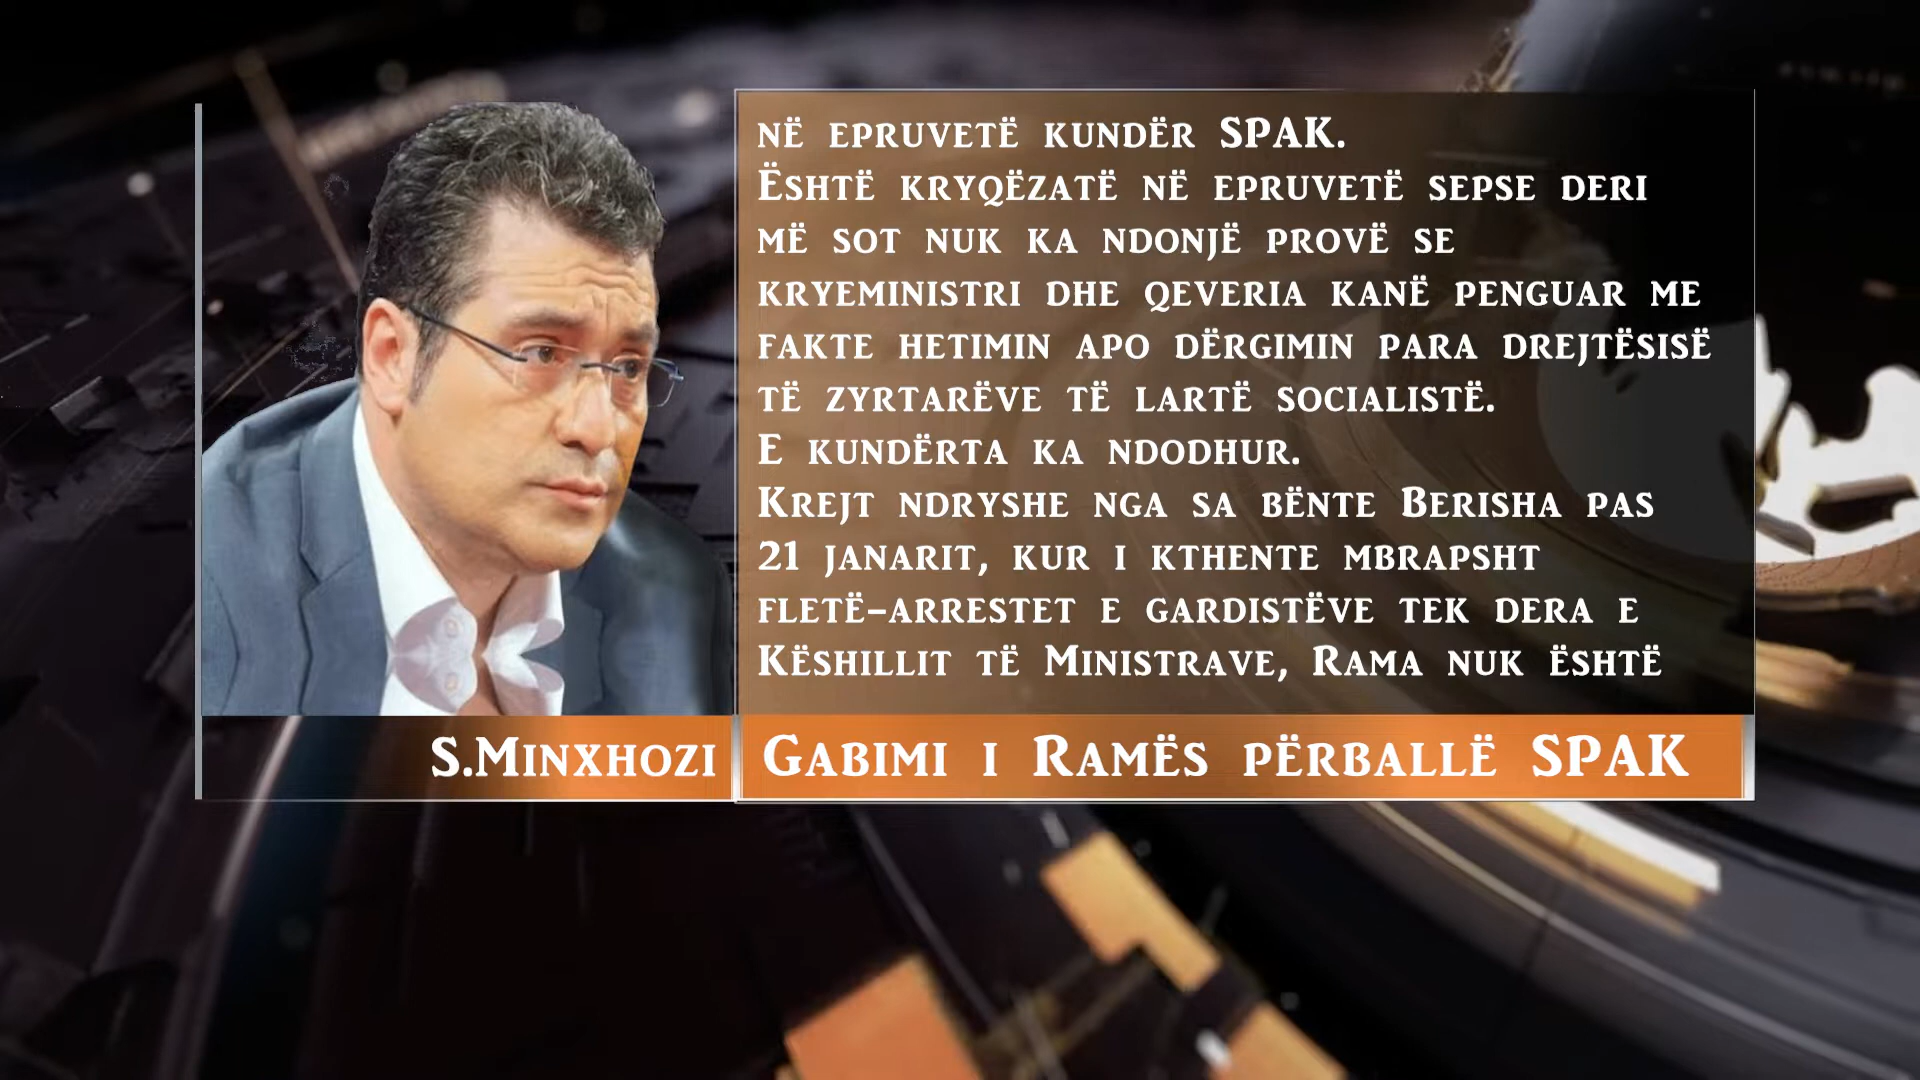 NË EPRUVETË KUNDËR SPAK.
ËSHTË KRYQËZATË NË EPRUVETË SEPSE DERI
MË SOT NUK KA NDONJË PROVË SE
KRYEMINISTRI DHE QEVERIA KANË PENGUAR ME
FAKTE HETIMIN APO DËRGIMIN PARA DREJTËSISË
TË ZYRTARËVE TË LARTË SOCIALISTË.
E KUNDËRTA KA NDODHUR.
KREJT NDRYSHE NGA SA BËNTE BERISHA PAS
21 JANARIT, KUR I KTHENTE MBRAPSHT
FLETË-ARRESTET E GARDISTËVE TEK DERA E
KËSHILLIT TË MINISTRAVE, RAMA NUK ËSHTË
S.MINXHOZI
GABIMI I RAMËS PËRBALLË SPAK